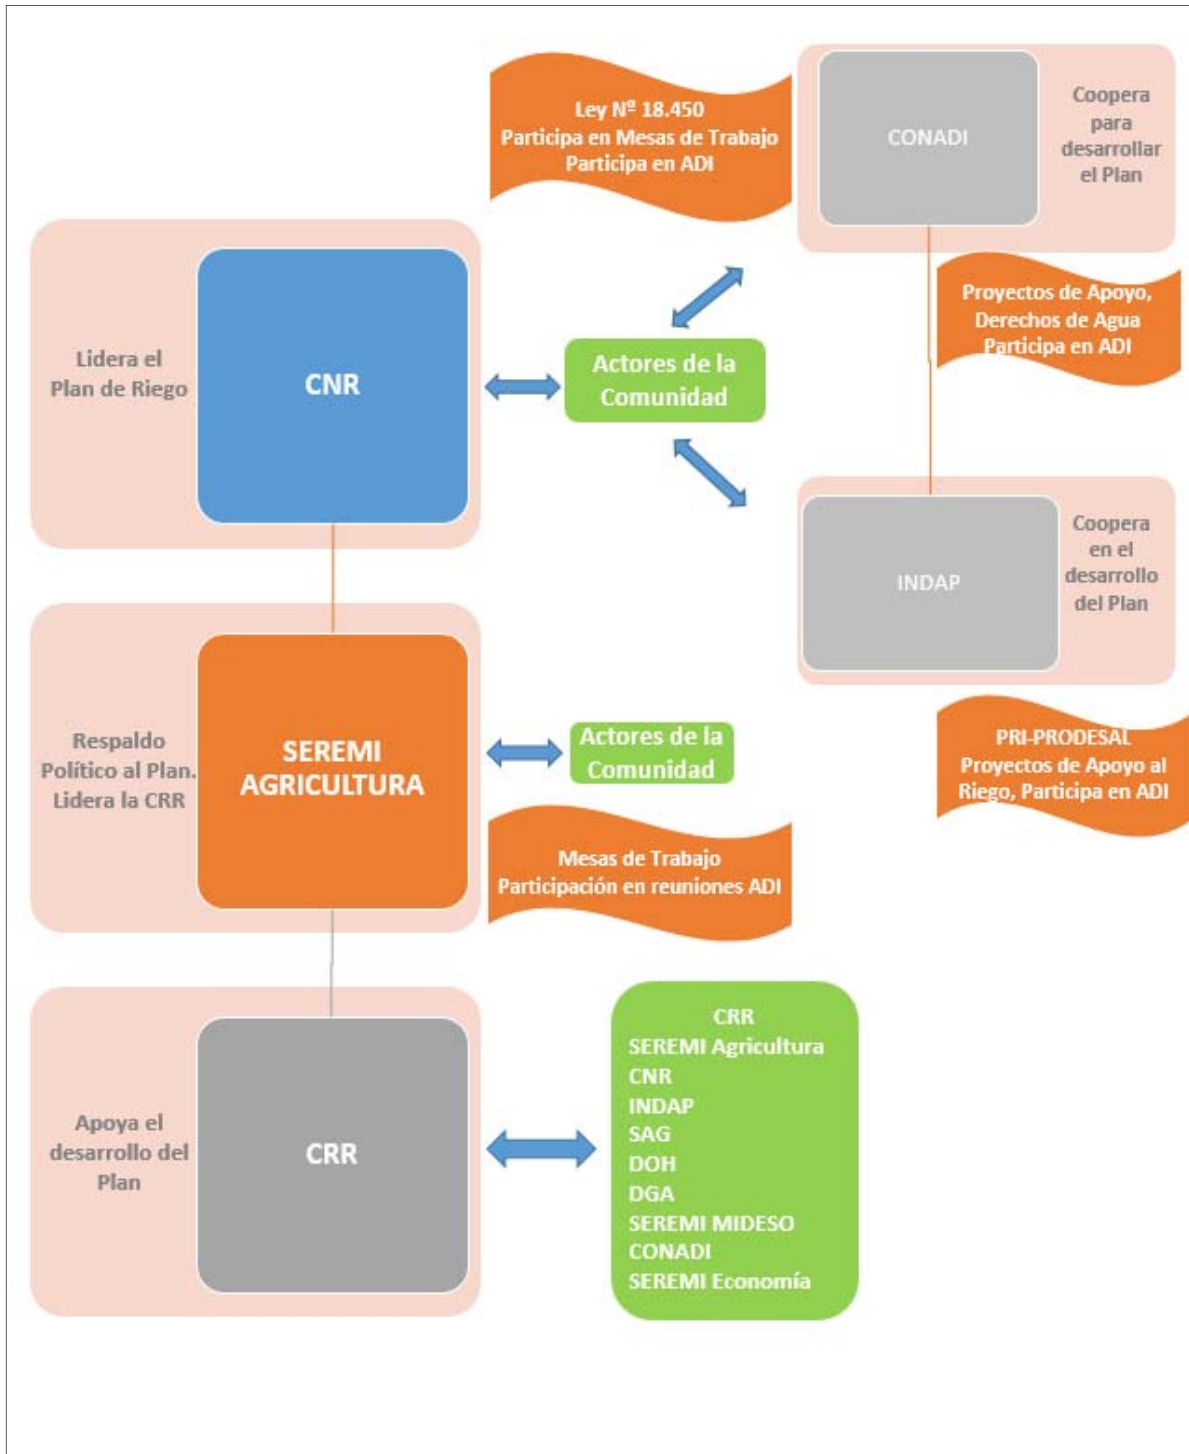 Ley Nº 18.450
Participa en Mesas de Trabajo
Participa en ADI
CONADI
Coopera
para
desarrollar
el Plan
Proyectos de Apoyo,
Derechos de Agua
Participa en ADI
Lidera el
Plan de Riego
CNR
Actores de la
Comunidad
INDAP
Coopera
en el
desarrollo
del Plan
PRI-PRODESAL
Proyectos de Apoyo al
Riego, Participa en ADI
Respaldo
Político al Plan.
Lidera la CRR
SEREMI
AGRICULTURA
Actores de la
Comunidad
Mesas de Trabajo
Participación en reuniones ADI
Apoya el
desarrollo del
Plan
CRR
CRR
SEREMI Agricultura
CNR
INDAP
SAG
DOH
DGA
SEREMI MIDESO
CONADI
SEREMI Economía